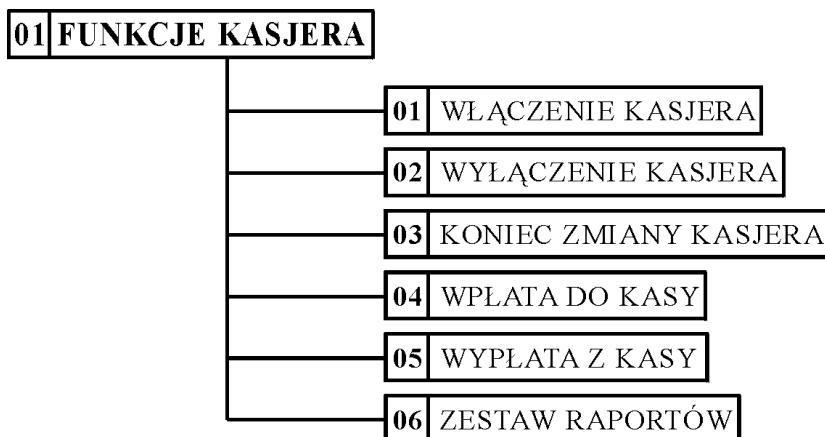 01 FUNKCJE KASJERA
01 WŁĄCZENIE KASJERA
02 WYŁĄCZENIE KASJERA
03 KONIEC ZMIANY KASJERA
04 WPŁATA DO KASY
05 WYPŁATA Z KASY
06 ZESTAW RAPORTÓW